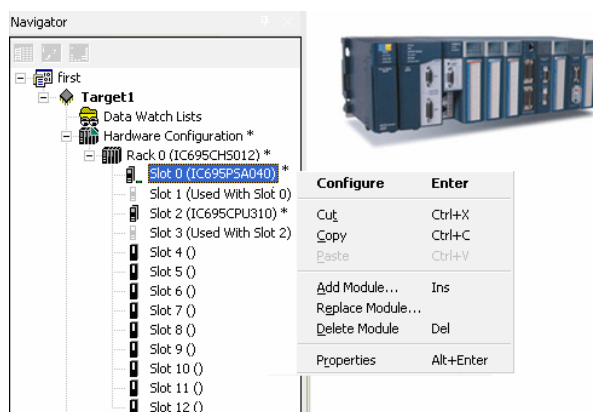 Navigator
first
Target1
Data Watch Lists
Hardware Configuration *
Rack 0 (IC695CHS012) *
Slot 0 (IC695PSA040) *
Slot 1 (Used With Slot 0)
Slot 2 (IC695CPU310) *
Slot 3 (Used With Slot 2)
Slot 4 ()
Slot 5 ()
Slot 6 ()
Slot 7 ()
Slot 8 ()
Slot 9 ()
Slot 10 ()
Slot 11 ()
Slot 12 ()
Configure Enter
Cut Ctrl+X
Copy Ctrl+C
Paste Ctrl+V
Add Module... Ins
Replace Module...
Delete Module Del
Properties Alt+Enter